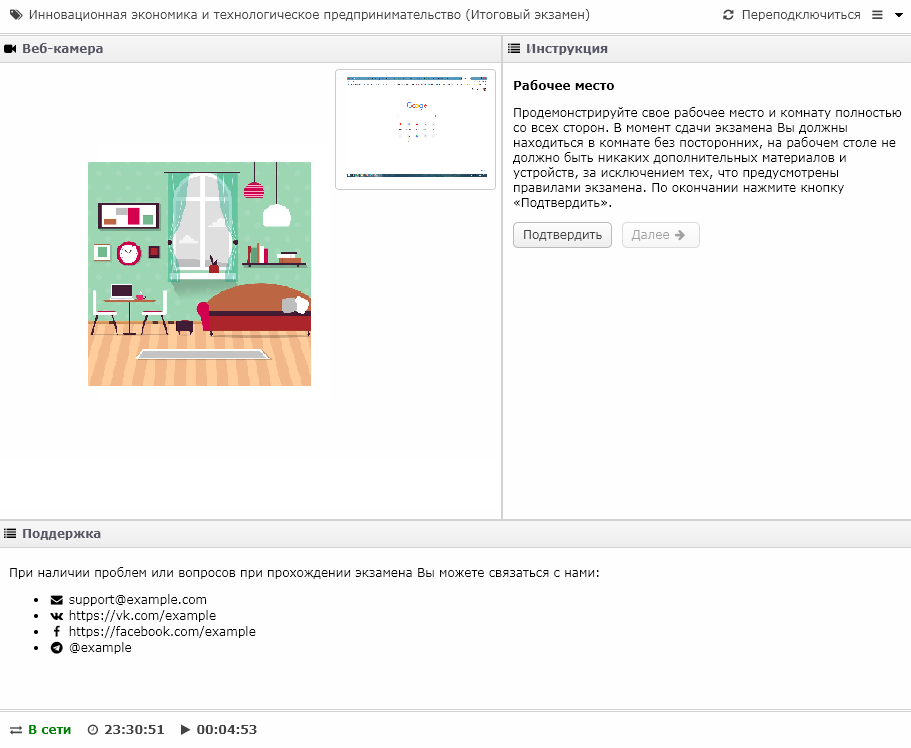 Инновационная экономика и технологическое предпринимательство (Итоговый экзамен)
Переподключиться
Веб-камера
Google
Инструкция
Рабочее место
Продемонстрируйте свое рабочее место и комнату полностью
со всех сторон. В момент сдачи экзамена Вы должны
находиться в комнате без посторонних, на рабочем столе не
должно быть никаких дополнительных материалов и
устройств, за исключением тех, что предусмотрены
правилами экзамена. По окончании нажмите кнопку
«Подтвердить».
Подтвердить
Далее
Поддержка
При наличии проблем или вопросов при прохождении экзамена Вы можете связаться с нами:
support@example.com
https://vk.com/example
https://facebook.com/example
@example
В сети
23:30:51
00:04:53